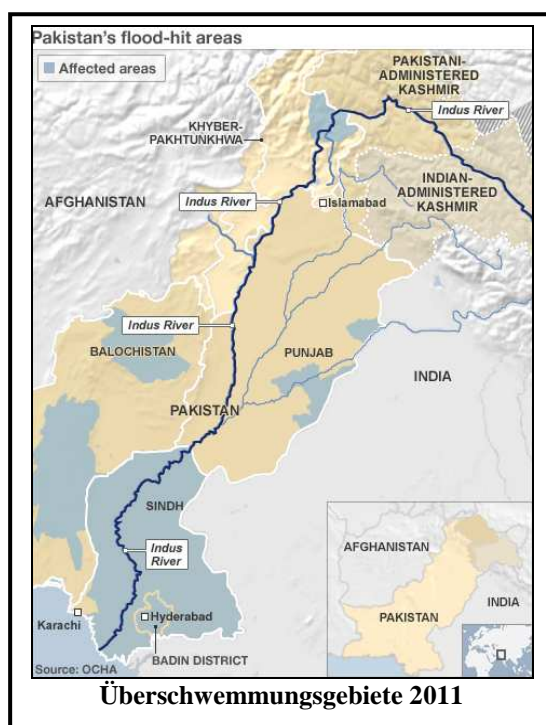 Pakistan's flood-hit areas
Affected areas
PAKISTANI-
ADMINISTERED
KASHMIR
Indus River
KHYBER-
PAKHTUNKHWA
AFGHANISTAN
Indus River
Islamabad
INDIAN-
ADMINISTERED
KASHMIR
Indus River
BALOCHISTAN
PUNJAB
INDIA
PAKISTAN
SINDH
Indus
River
Karachi
Hyderabad
BADIN DISTRICT
Source: OCHA
AFGHANISTAN
PAKISTAN
INDIA
Überschwemmungsgebiete 2011